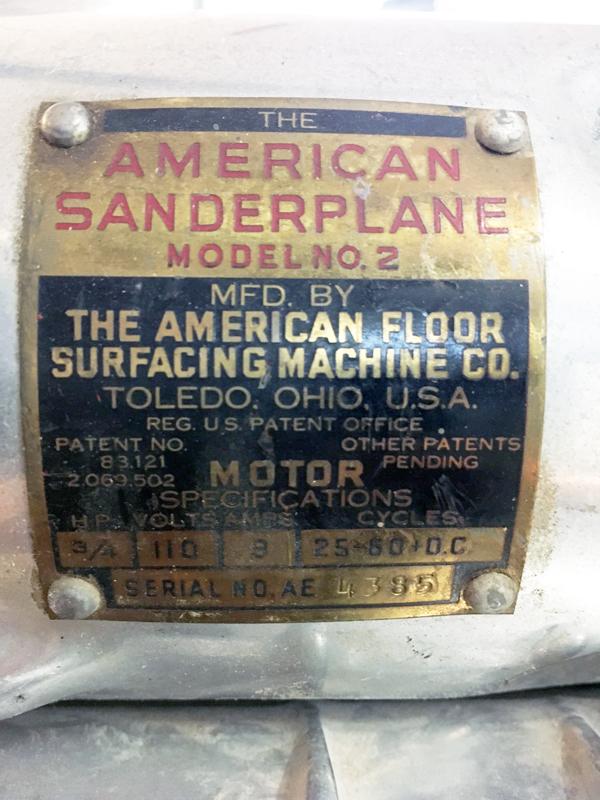 THE
AMERICAN
SANDERPLANE
MODEL NO. 2
MFD. BY
THE AMERICAN FLOOR
SURFACING MACHINE CO.
TOLEDO, OHIO, U.S.A.
REG. U.S. PATENT OFFICE
PATENT NO. OTHER PATENTS
83,121 PENDING
2,069,502 MOTOR
SPECIFICATIONS
H.P. VOLTS AMPS. CYCLES
3/4 110 9 25-60+D.C.
SERIAL NO. AE 4385